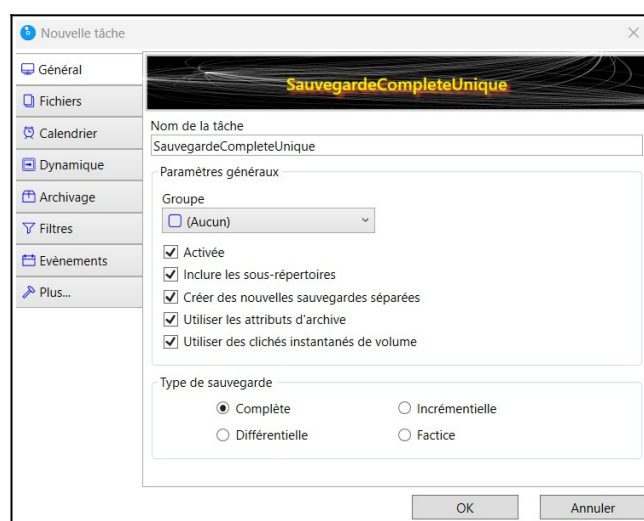 Nouvelle tâche
Général
Fichiers
Calendrier
Dynamique
Archivage
Filtres
Evènements
Plus...
SauvegardeCompleteUnique
Nom de la tâche
SauvegardeCompleteUnique
Paramètres généraux
Groupe
(Aucun)
Activée
Inclure les sous-répertoires
Créer des nouvelles sauvegardes séparées
Utiliser les attributs d'archive
Utiliser des clichés instantanés de volume
Type de sauvegarde
Complète
Incrémentielle
Différentielle
Factice
OK
Annuler